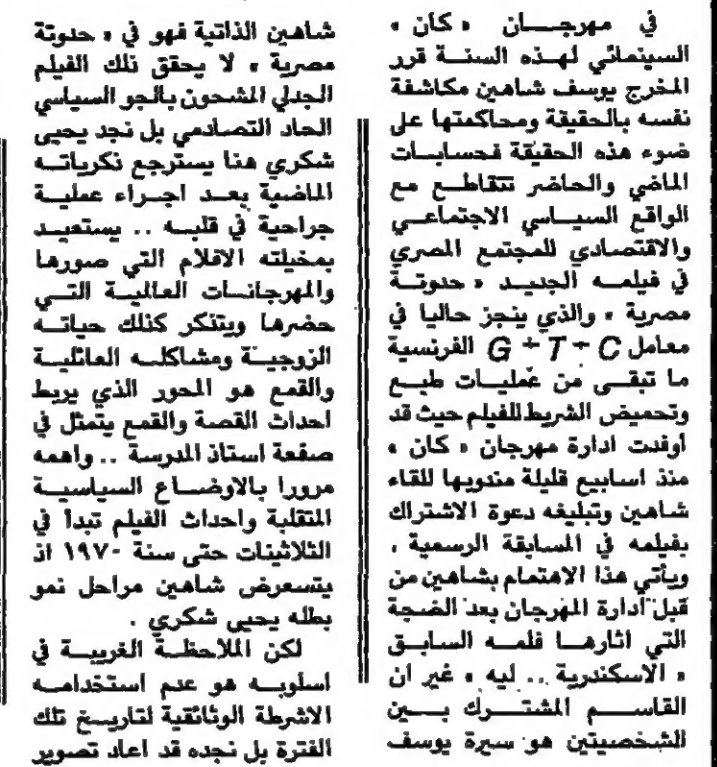 في مهرجـــان « كان »
السينمائي لهـذه السنـة قرر
المخرج يوسف شاهين مكاشفة
نفسه بالحقيقة ومحاكمتها على
ضوء هذه الحقيقة فحسابات
الماضي والحاضر تتقاطع مع
الواقع السياسي الاجتماعي
والاقتصادي للمجتمع المصري
في فيلمه الجديد « حدوتـة
مصرية » والذي ينجز حاليا في
معامل G + T + C الفرنسية
ما تبقى من عمليات طبع
وتحميض الشريط للفيلم حيث قد
اوفدت ادارة مهرجان « كان »
منذ اسابيع قليلة مندوبها للقاء
شاهين وتبليغه دعوة الاشتراك
بفيلمه في المسابقة الرسمية ،
ويأتي هذا الاهتمام بشاهين من
قبل ادارة المهرجان بعد الضجة
التي اثارها فلمه السابق
« الاسكندرية .. ليه » غير ان
القاسم المشترك بين
الشخصيتين هو سيرة يوسف
شاهين الذاتية فهو في « حدوتة
مصرية » لا يحقق ذلك الفيلم
الجدلي المشحون بالجو السياسي
الحاد التصادمي بل نجد يحيى
شكري هنا يسترجع ذكرياته
الماضية بعد اجراء عملية
جراحية في قلبه .. يستعيد
بمخيلته الافلام التي صورها
والمهرجانات العالمية التي
حضرها ويتذكر كذلك حياته
الزوجية ومشاكله العائلية
والقمع هو المحور الذي يربط
احداث القصة والقمع يتمثل في
صفعة استاذ المدرسة .. واهمه
مرورا بالاوضاع السياسية
المتقلبة واحداث الفيلم تبدأ في
الثلاثينات حتى سنة ١٩٧٠ اذ
يتسعرض شاهين مراحل نمو
بطله يحيى شكري .
لكن الملاحظة الغريبة في
اسلوبه هو عدم استخدامه
الاشرطة الوثائقية لتاريخ تلك
الفترة بل نجده قد اعاد تصوير